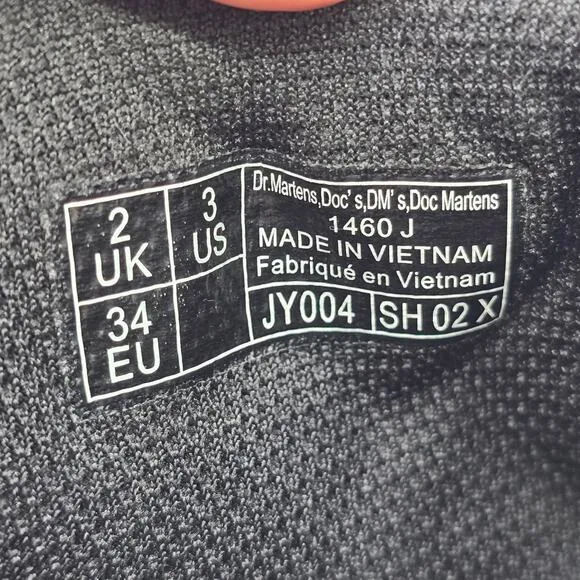 2
UK
3
US
34
EU
Dr.Martens,Doc's,DM's,Doc Martens
1460 J
MADE IN VIETNAM
Fabriqué en Vietnam
JY004
SH 02 X